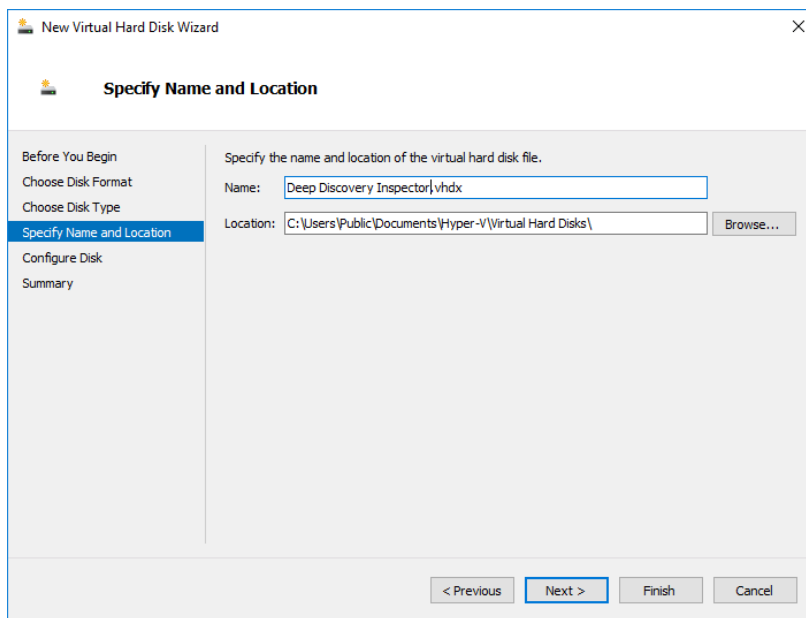 New Virtual Hard Disk Wizard
Specify Name and Location
Before You Begin
Choose Disk Format
Choose Disk Type
Specify Name and Location
Configure Disk
Summary
Specify the name and location of the virtual hard disk file.
Name: Deep Discovery Inspector.vhdx
Location: C:\Users\Public\Documents\Hyper-V\Virtual Hard Disks\ Browse...
< Previous Next > Finish Cancel